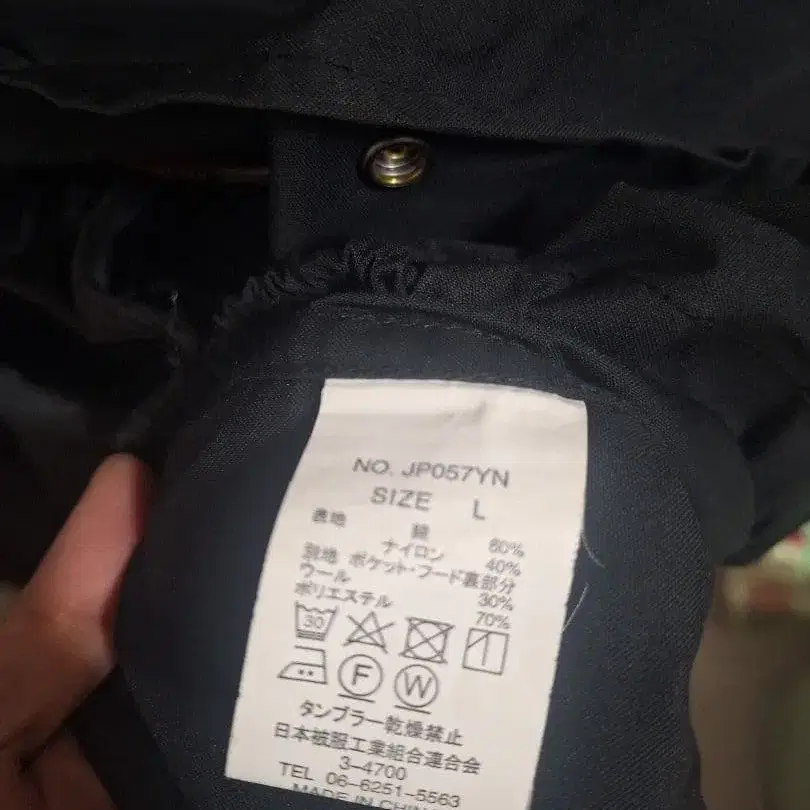 NO. JP057YN
SIZE L
表地 綿 60%
ナイロン 40%
別地 ポケット・フード裏部分
ウール 30%
ポリエステル 70%
30
F W
タンブラー乾燥禁止
日本被服工業組合連合会
3-4700
TEL 06-6251-5563
MADE IN CHINA